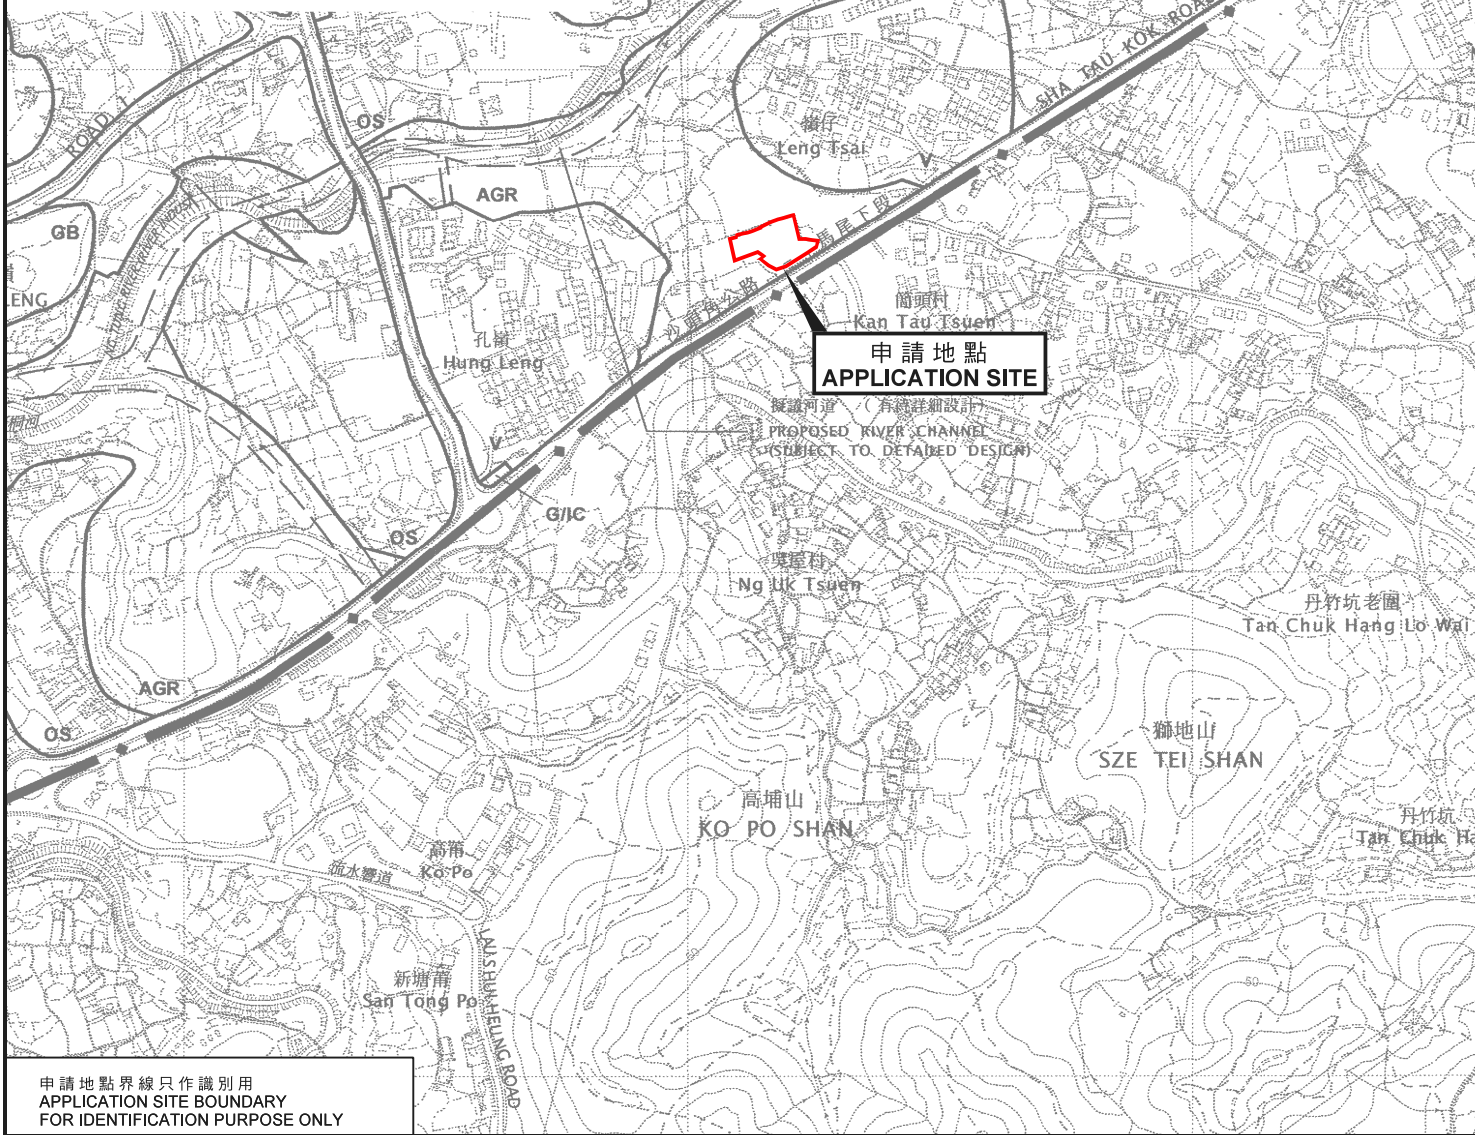 SHA TAU KOK ROAD
ROAD 1
OS
嶺仔
Leng Tsai
V
AGR
GB
馬尾下段
LENG
沙頭角公路
簡頭村
Kan Tau Tsuen
孔嶺
Hung Leng
申請地點
APPLICATION SITE
擬議河道 (有待詳細設計)
PROPOSED RIVER CHANNEL
(SUBJECT TO DETAILED DESIGN)
V
G/IC
OS
吳屋村
Ng Uk Tsuen
丹竹坑老圍
Tan Chuk Hang Lo Wai
AGR
OS
獅地山
SZE TEI SHAN
高埔山
KO PO SHAN
丹竹坑
Tan Chuk Ha
高莆
Ko Po
流水響道
LAU SHUI HEUNG ROAD
新塘莆
San Tong Po
50
申請地點界線只作識別用
APPLICATION SITE BOUNDARY
FOR IDENTIFICATION PURPOSE ONLY